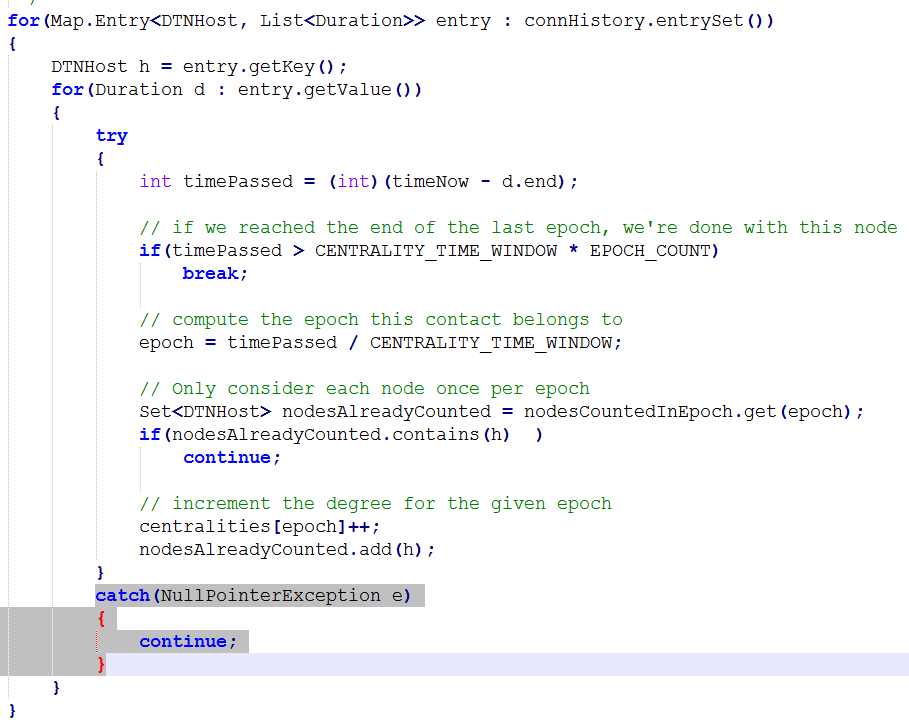 for(Map.Entry<DTNHost, List<Duration>> entry : connHistory.entrySet())
{
DTNHost h = entry.getKey();
for(Duration d : entry.getValue())
{
try
{
int timePassed = (int)(timeNow - d.end);
// if we reached the end of the last epoch, we're done with this node
if(timePassed > CENTRALITY_TIME_WINDOW * EPOCH_COUNT)
break;
// compute the epoch this contact belongs to
epoch = timePassed / CENTRALITY_TIME_WINDOW;
// Only consider each node once per epoch
Set<DTNHost> nodesAlreadyCounted = nodesCountedInEpoch.get(epoch);
if(nodesAlreadyCounted.contains(h)  )
continue;
// increment the degree for the given epoch
centralities[epoch]++;
nodesAlreadyCounted.add(h);
}
catch(NullPointerException e)
{
continue;
}
}
}